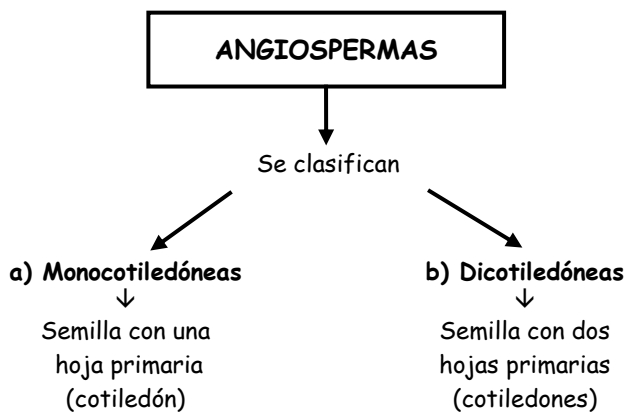 ANGIOSPERMAS
Se clasifican
a) Monocotiledóneas
Semilla con una
hoja primaria
(cotiledón)
b) Dicotiledóneas
Semilla con dos
hojas primarias
(cotiledones)